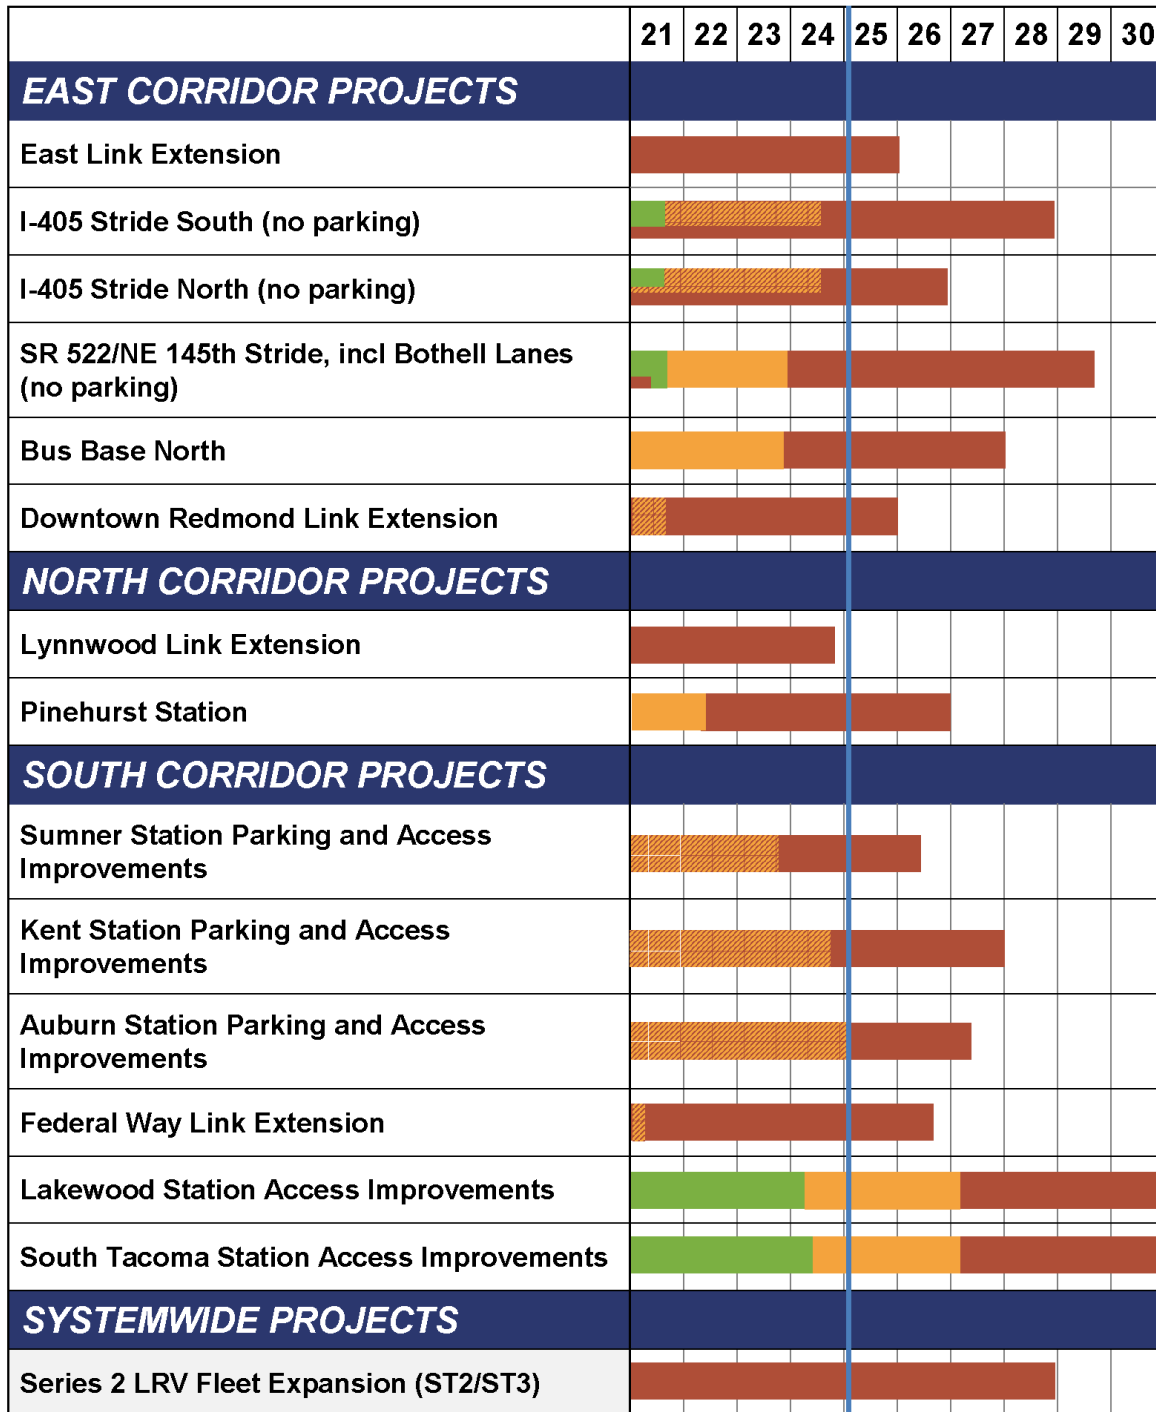 21 22 23 24 25 26 27 28 29 30
EAST CORRIDOR PROJECTS
East Link Extension
I-405 Stride South (no parking)
I-405 Stride North (no parking)
SR 522/NE 145th Stride, incl Bothell Lanes
(no parking)
Bus Base North
Downtown Redmond Link Extension
NORTH CORRIDOR PROJECTS
Lynnwood Link Extension
Pinehurst Station
SOUTH CORRIDOR PROJECTS
Sumner Station Parking and Access
Improvements
Kent Station Parking and Access
Improvements
Auburn Station Parking and Access
Improvements
Federal Way Link Extension
Lakewood Station Access Improvements
South Tacoma Station Access Improvements
SYSTEMWIDE PROJECTS
Series 2 LRV Fleet Expansion (ST2/ST3)